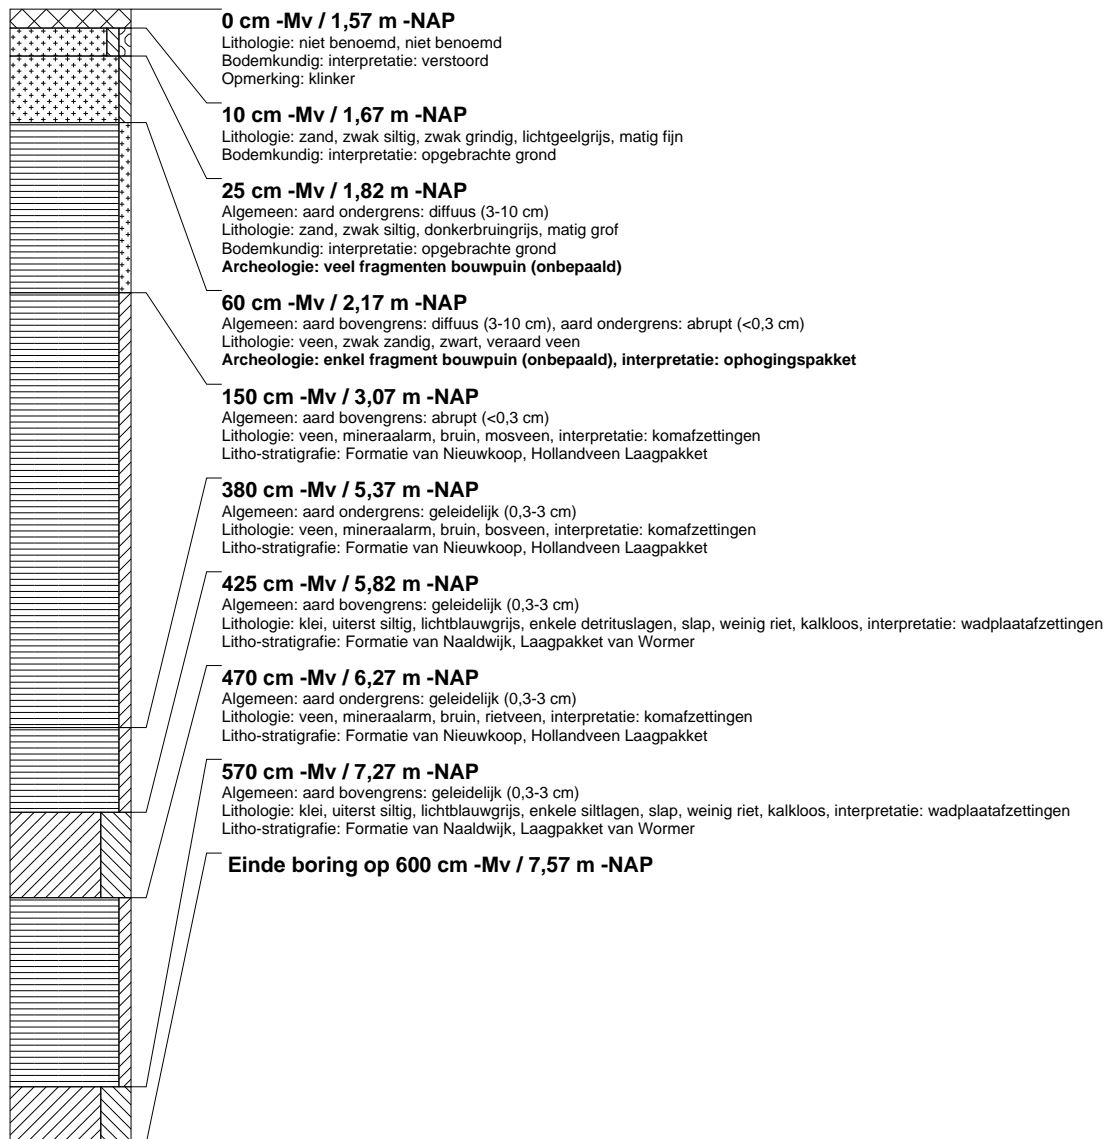 0 cm -Mv / 1,57 m -NAP
Lithologie: niet benoemd, niet benoemd
Bodemkundig: interpretatie: verstoord
Opmerking: klinker
10 cm -Mv / 1,67 m -NAP
Lithologie: zand, zwak siltig, zwak grindig, lichtgeelgrijs, matig fijn
Bodemkundig: interpretatie: opgebrachte grond
25 cm -Mv / 1,82 m -NAP
Algemeen: aard ondergrens: diffuus (3-10 cm)
Lithologie: zand, zwak siltig, donkerbruingrijs, matig grof
Bodemkundig: interpretatie: opgebrachte grond
Archeologie: veel fragmenten bouwpuin (onbepaald)
60 cm -Mv / 2,17 m -NAP
Algemeen: aard bovengrens: diffuus (3-10 cm), aard ondergrens: abrupt (<0,3 cm)
Lithologie: veen, zwak zandig, zwart, veraard veen
Archeologie: enkel fragment bouwpuin (onbepaald), interpretatie: ophogingspakket
150 cm -Mv / 3,07 m -NAP
Algemeen: aard bovengrens: abrupt (<0,3 cm)
Lithologie: veen, mineraalarm, bruin, mosveen, interpretatie: komafzettingen
Litho-stratigrafie: Formatie van Nieuwkoop, Hollandveen Laagpakket
380 cm -Mv / 5,37 m -NAP
Algemeen: aard ondergrens: geleidelijk (0,3-3 cm)
Lithologie: veen, mineraalarm, bruin, bosveen, interpretatie: komafzettingen
Litho-stratigrafie: Formatie van Nieuwkoop, Hollandveen Laagpakket
425 cm -Mv / 5,82 m -NAP
Algemeen: aard bovengrens: geleidelijk (0,3-3 cm)
Lithologie: klei, uiterst siltig, lichtblauwgrijs, enkele detrituslagen, slap, weinig riet, kalkloos, interpretatie: wadplaatafzettingen
Litho-stratigrafie: Formatie van Naaldwijk, Laagpakket van Wormer
470 cm -Mv / 6,27 m -NAP
Algemeen: aard ondergrens: geleidelijk (0,3-3 cm)
Lithologie: veen, mineraalarm, bruin, rietveen, interpretatie: komafzettingen
Litho-stratigrafie: Formatie van Nieuwkoop, Hollandveen Laagpakket
570 cm -Mv / 7,27 m -NAP
Algemeen: aard bovengrens: geleidelijk (0,3-3 cm)
Lithologie: klei, uiterst siltig, lichtblauwgrijs, enkele siltlagen, slap, weinig riet, kalkloos, interpretatie: wadplaatafzettingen
Litho-stratigrafie: Formatie van Naaldwijk, Laagpakket van Wormer
Einde boring op 600 cm -Mv / 7,57 m -NAP